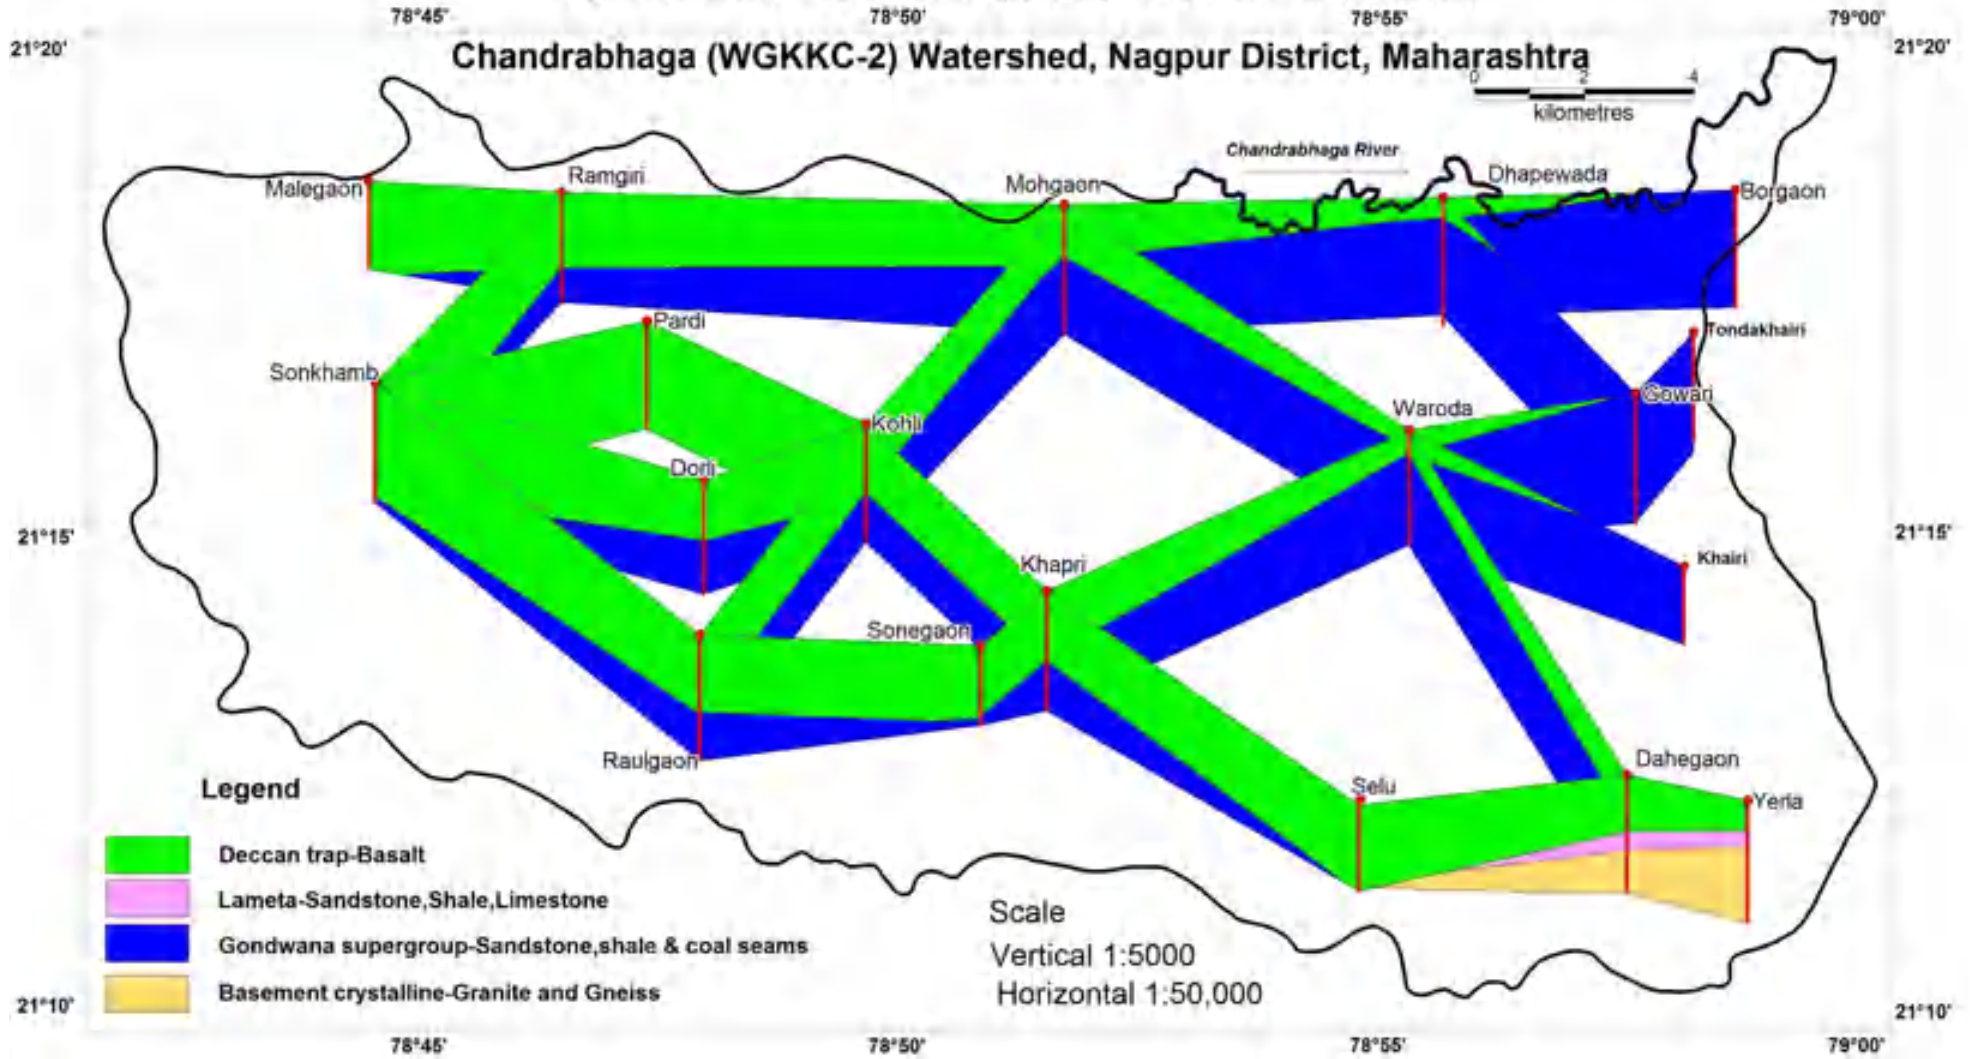 78°45' 78°50' 78°55' 79°00'
21°20' 21°20'
Chandrabhaga (WGKKC-2) Watershed, Nagpur District, Maharashtra
0 2 4
kilometres
Chandrabhaga River
Malegaon Ramgiri Mohgaon Dhapewada Borgaon
Pardi Tondakhairi
Sonkhamb Gowari
Kohli Waroda
Dorli
21°15' 21°15'
Khapri Khairi
Sonegaon
Raulgaon Dahegaon
Selu Yerla
Legend
Deccan trap-Basalt
Lameta-Sandstone,Shale,Limestone
Gondwana supergroup-Sandstone,shale & coal seams
Basement crystalline-Granite and Gneiss
Scale
Vertical 1:5000
Horizontal 1:50,000
21°10' 21°10'
78°45' 78°50' 78°55' 79°00'